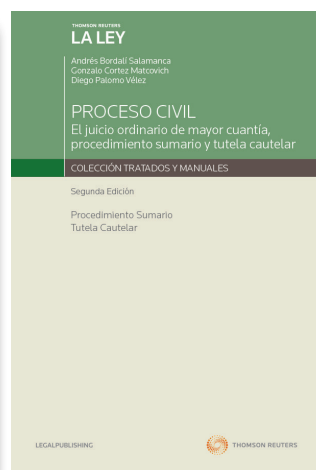 THOMSON REUTERS
LA LEY
Andrés Bordalí Salamanca
Gonzalo Cortez Matcovich
Diego Palomo Vélez
PROCESO CIVIL
El juicio ordinario de mayor cuantía,
procedimiento sumario y tutela cautelar
COLECCIÓN TRATADOS Y MANUALES
Segunda Edición
Procedimiento Sumario
Tutela Cautelar
LEGALPUBLISHING
THOMSON REUTERS